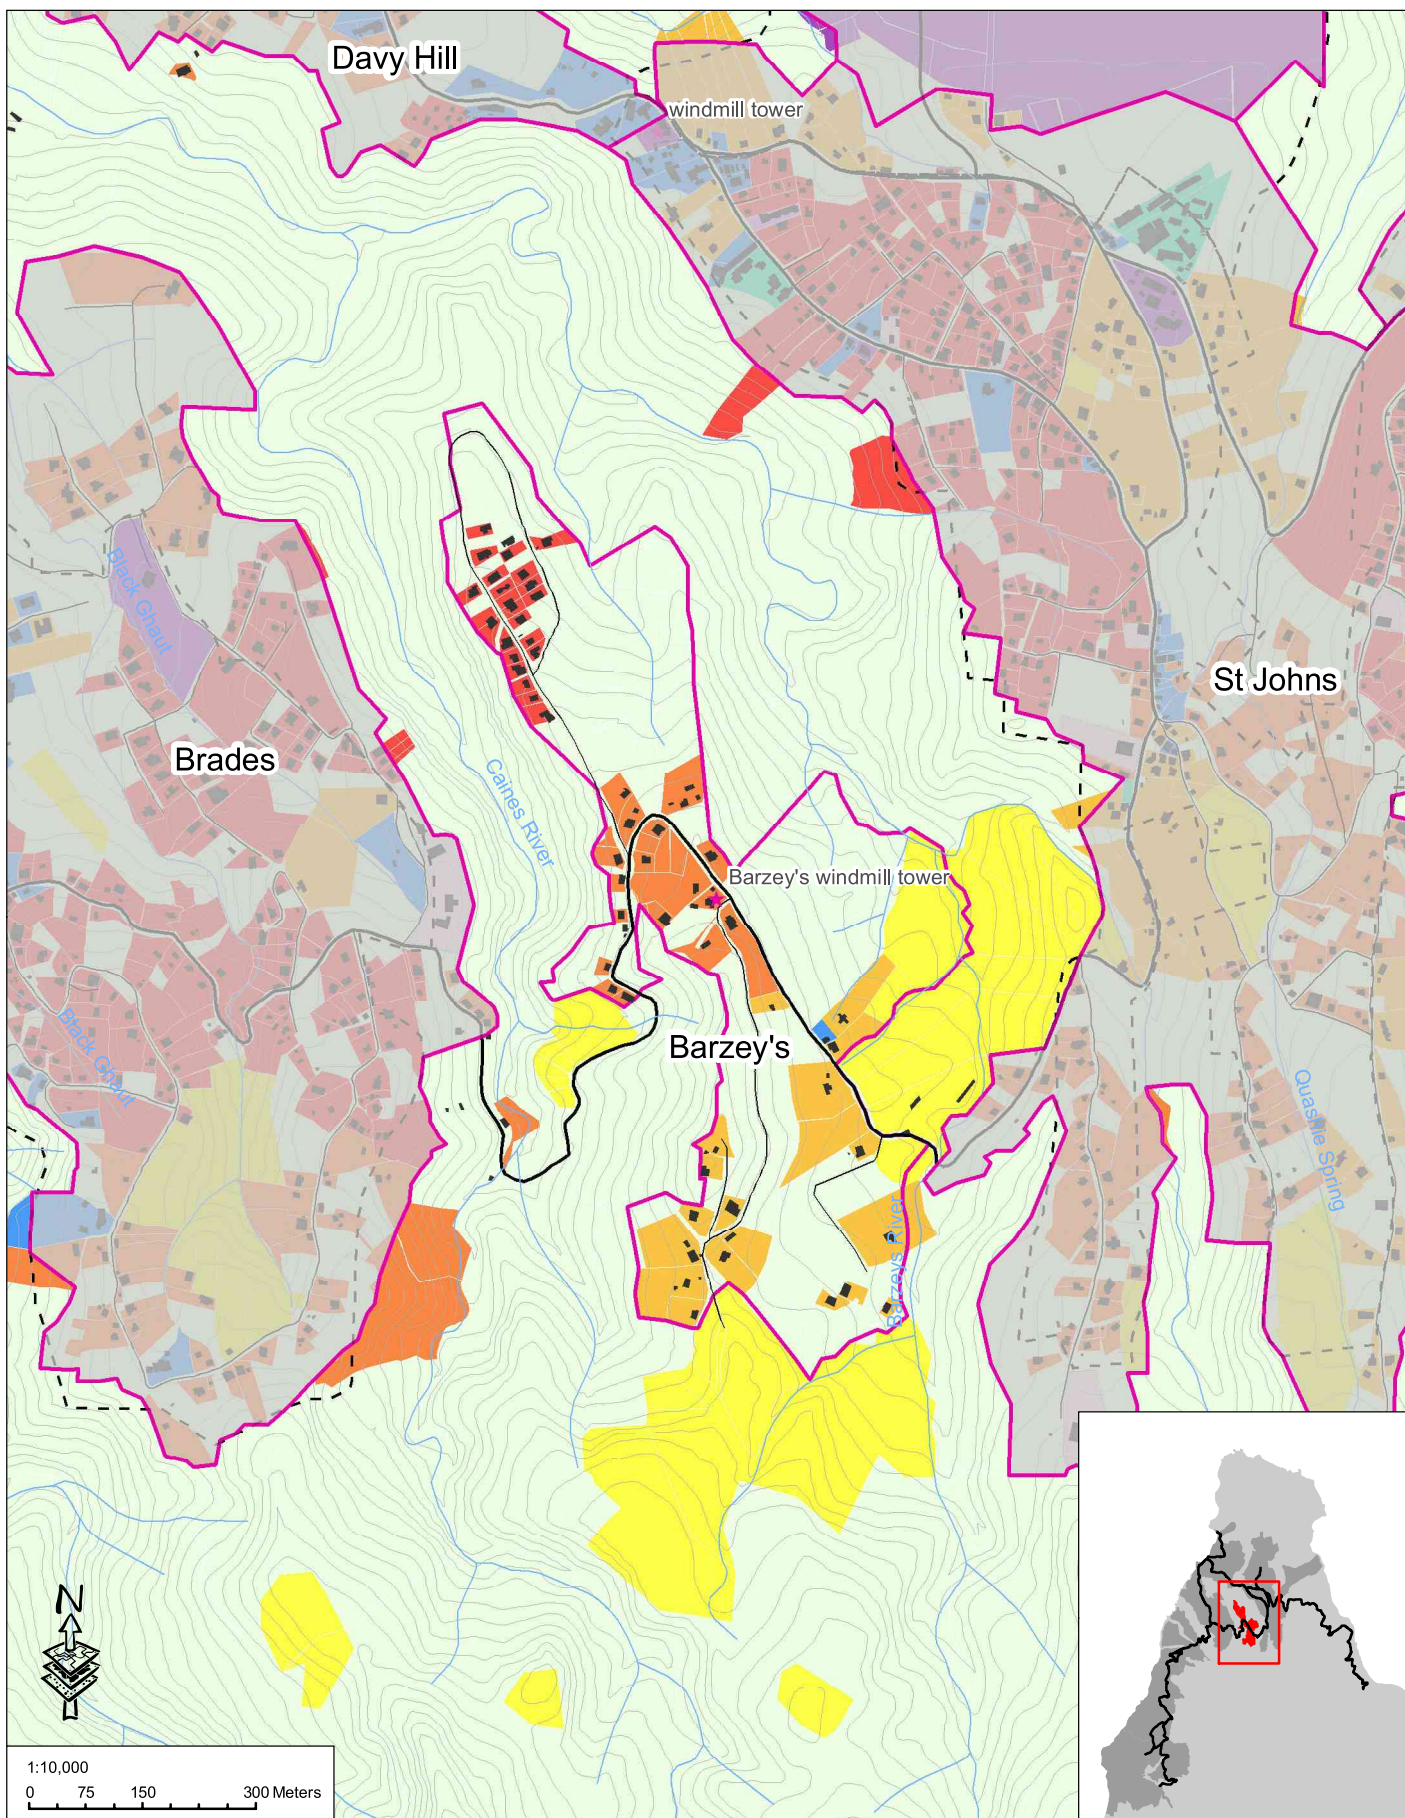 Davy Hill
windmill tower
Black Ghaut
St Johns
Brades
Caines River
Barzey's windmill tower
Barzey's
Black Ghaut
Quashie Spring
Barzeys River
N
1:10,000
0 75 150 300 Meters